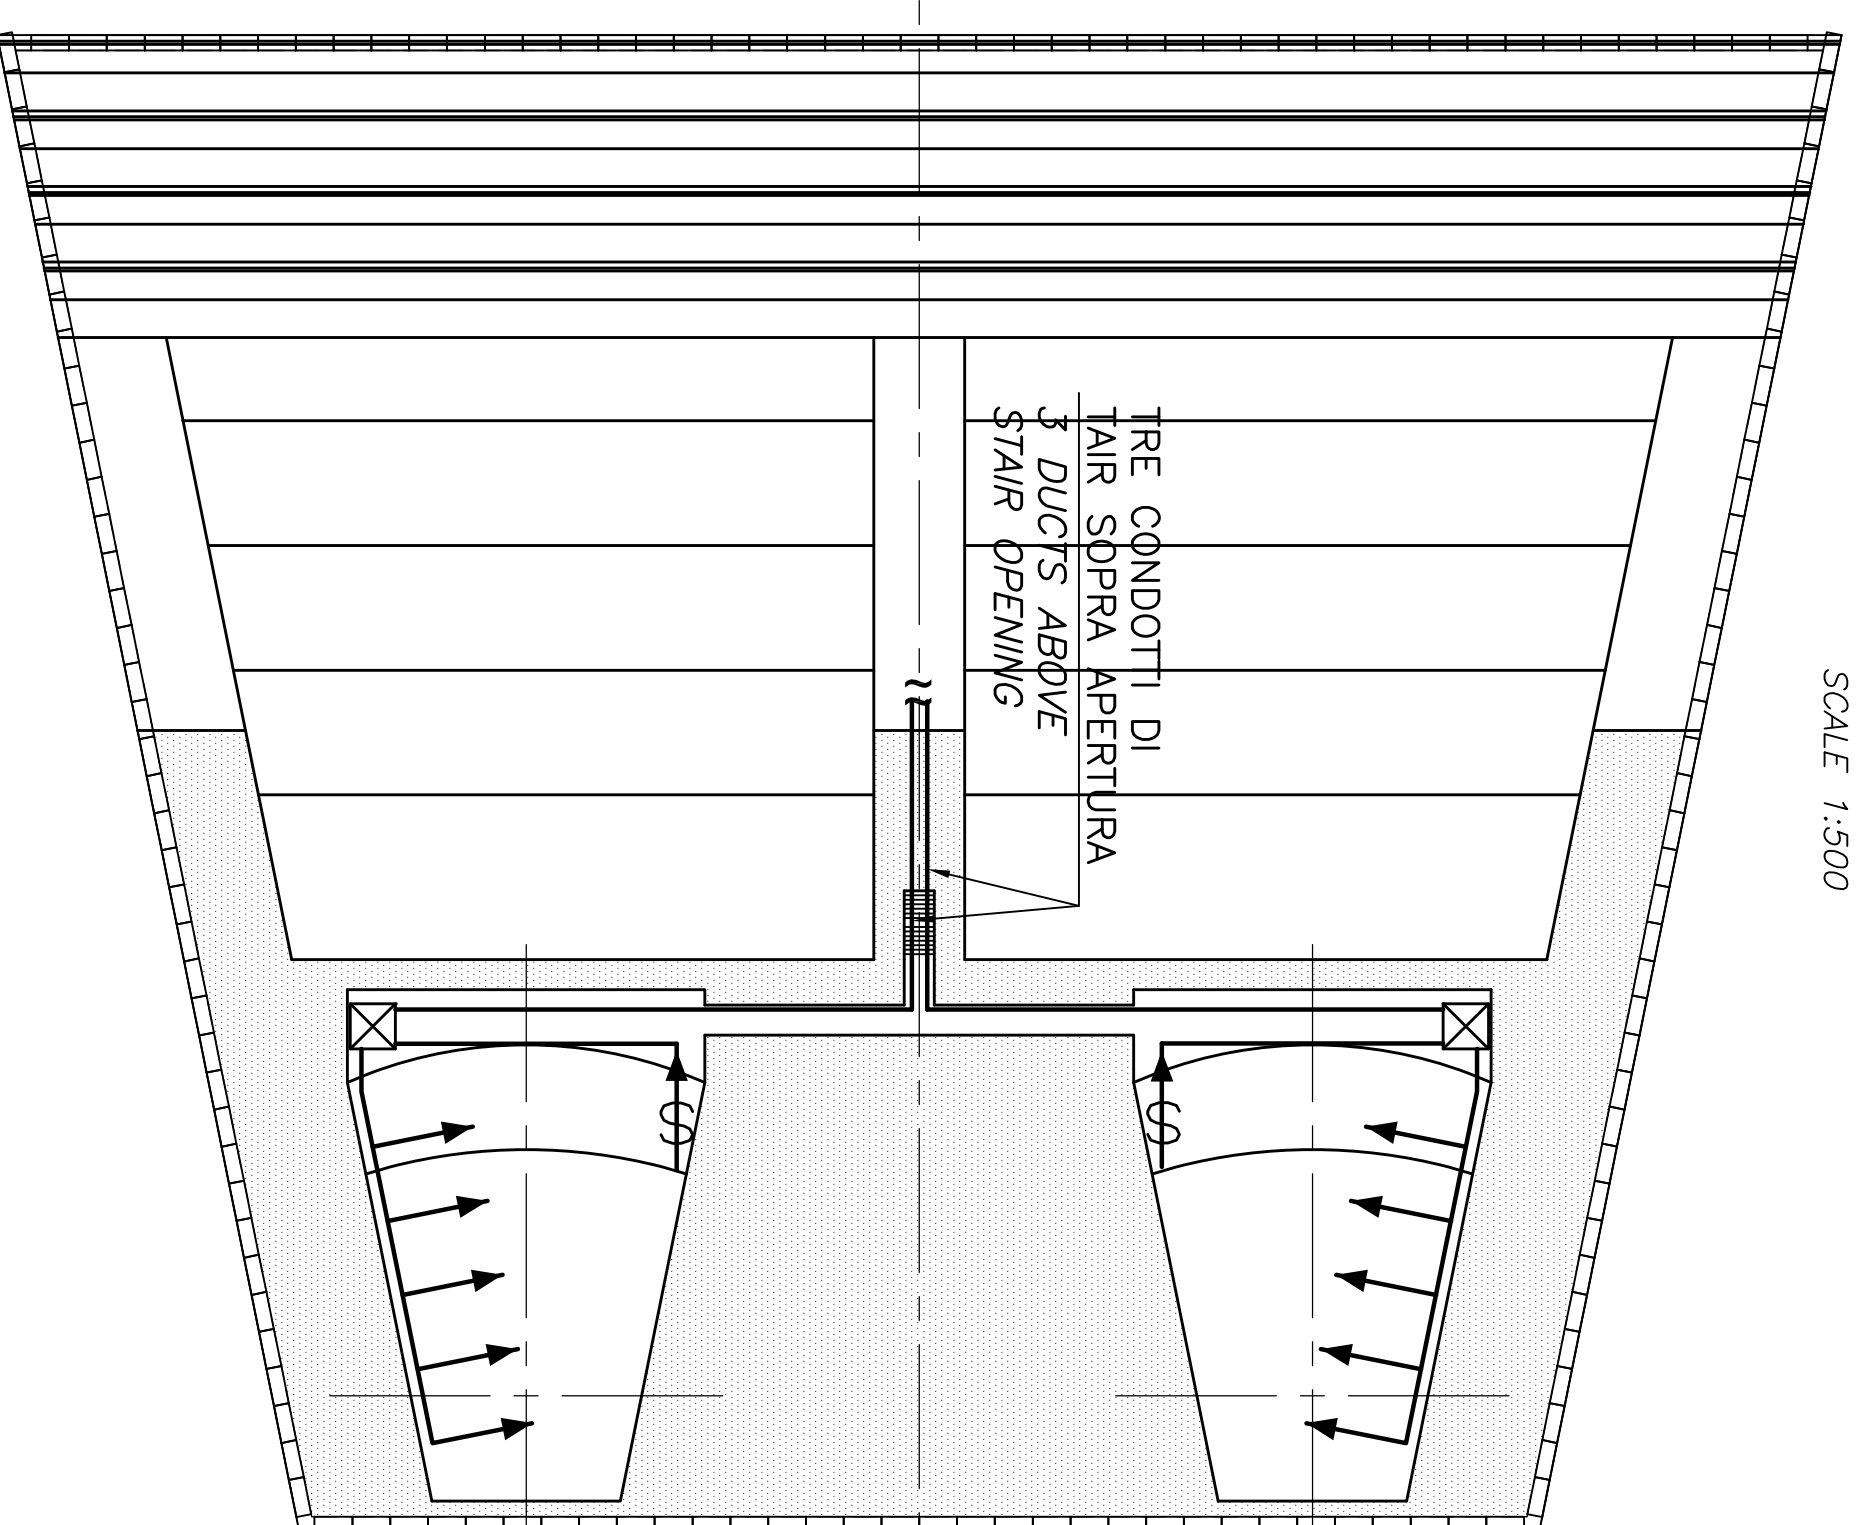 SCALE 1:500
TRE CONDOTTI DI
TAIR SOPRA APERTURA
3 DUCTS ABOVE
STAIR OPENING
S
S